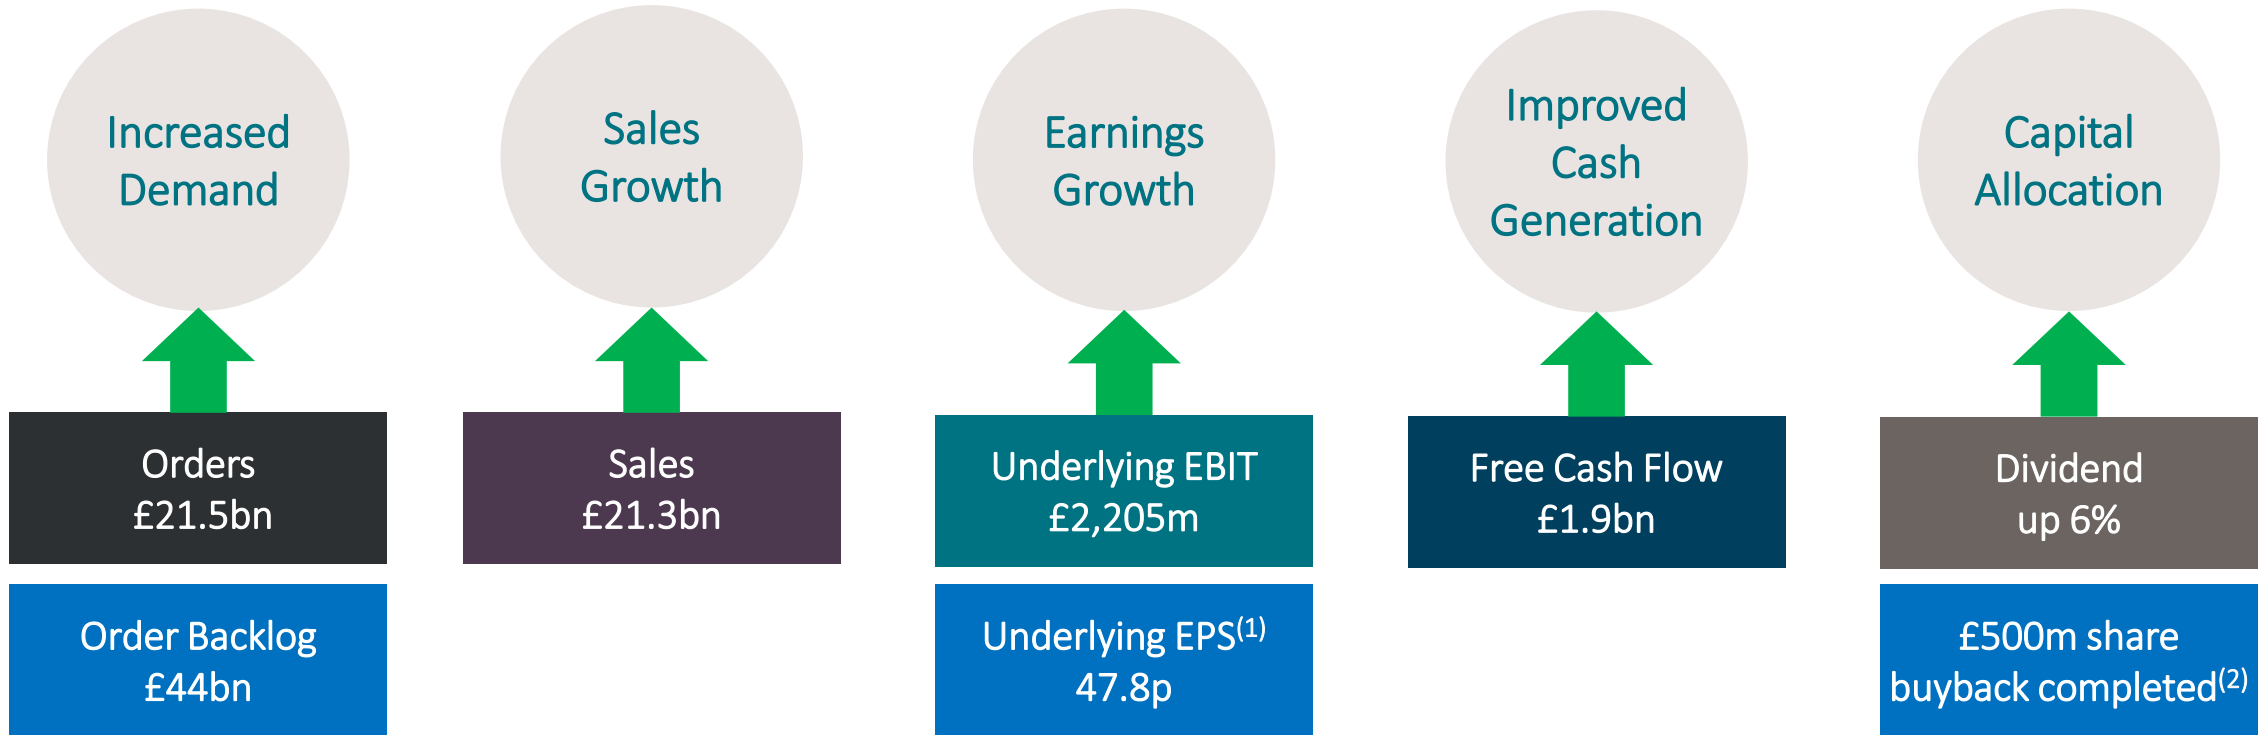 Increased
Demand
Sales
Growth
Earnings
Growth
Improved
Cash
Generation
Capital
Allocation
Orders
£21.5bn
Sales
£21.3bn
Underlying EBIT
£2,205m
Free Cash Flow
£1.9bn
Dividend
up 6%
Order Backlog
£44bn
Underlying EPS(1)
47.8p
£500m share
buyback completed(2)